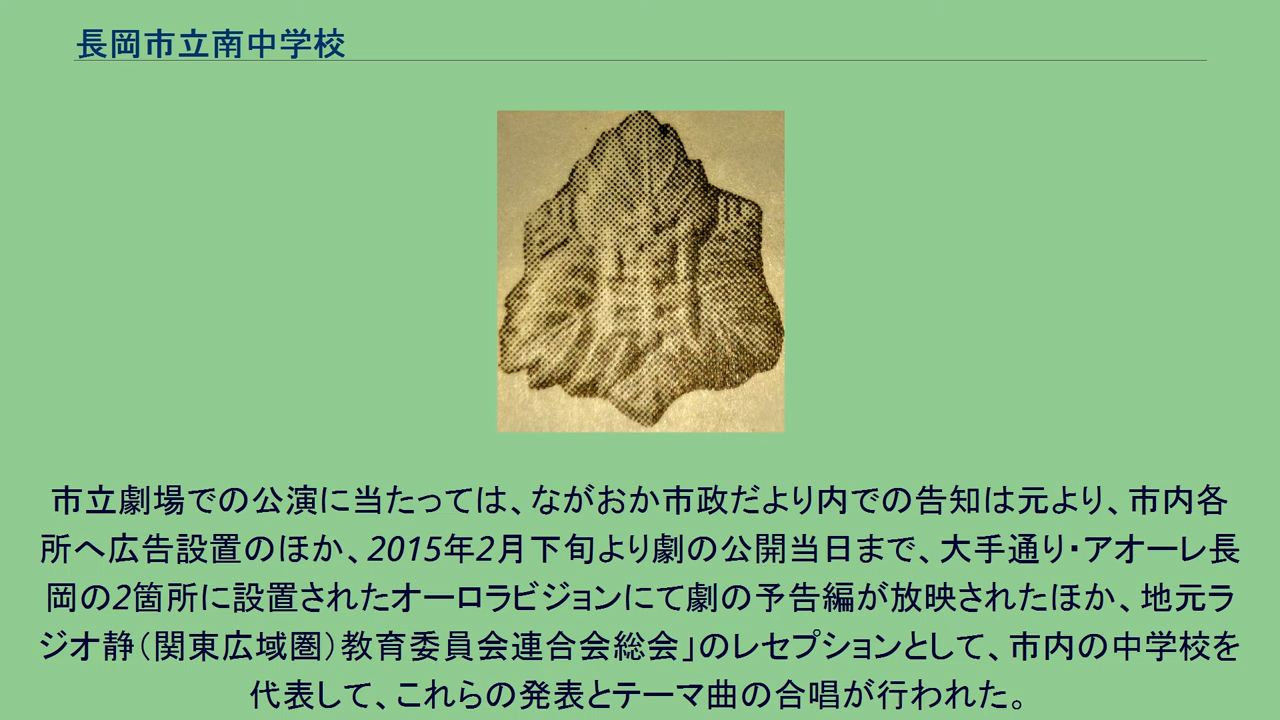 長岡市立南中学校
市立劇場での公演に当たっては、ながおか市政だより内での告知は元より、市内各
所へ広告設置のほか、2015年2月下旬より劇の公開当日まで、大手通り・アオーレ長
岡の2箇所に設置されたオーロラビジョンにて劇の予告編が放映されたほか、地元ラ
ジオ静（関東広域圏）教育委員会連合会総会」のレセプションとして、市内の中学校を
代表して、これらの発表とテーマ曲の合唱が行われた。